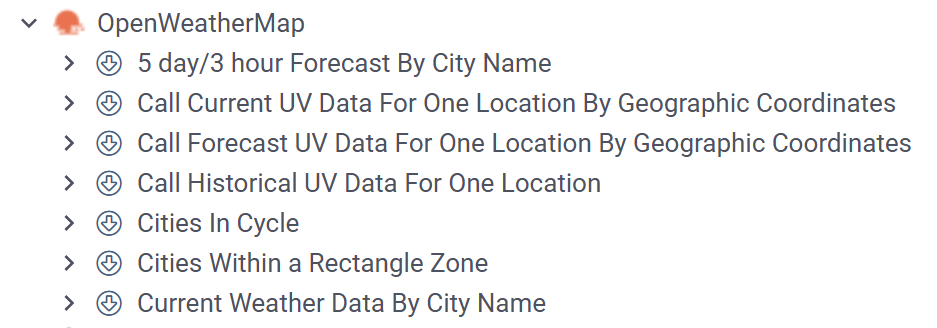 OpenWeatherMap
5 day/3 hour Forecast By City Name
Call Current UV Data For One Location By Geographic Coordinates
Call Forecast UV Data For One Location By Geographic Coordinates
Call Historical UV Data For One Location
Cities In Cycle
Cities Within a Rectangle Zone
Current Weather Data By City Name